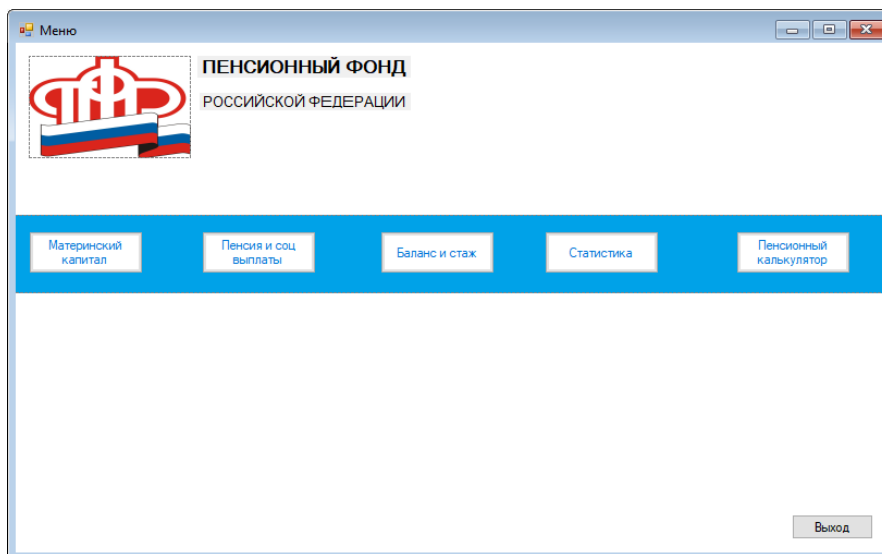 Меню
ПЕНСИОННЫЙ ФОНД
РОССИЙСКОЙ ФЕДЕРАЦИИ
Материнский
капитал
Пенсия и соц
выплаты
Баланс и стаж
Статистика
Пенсионный
калькулятор
Выход